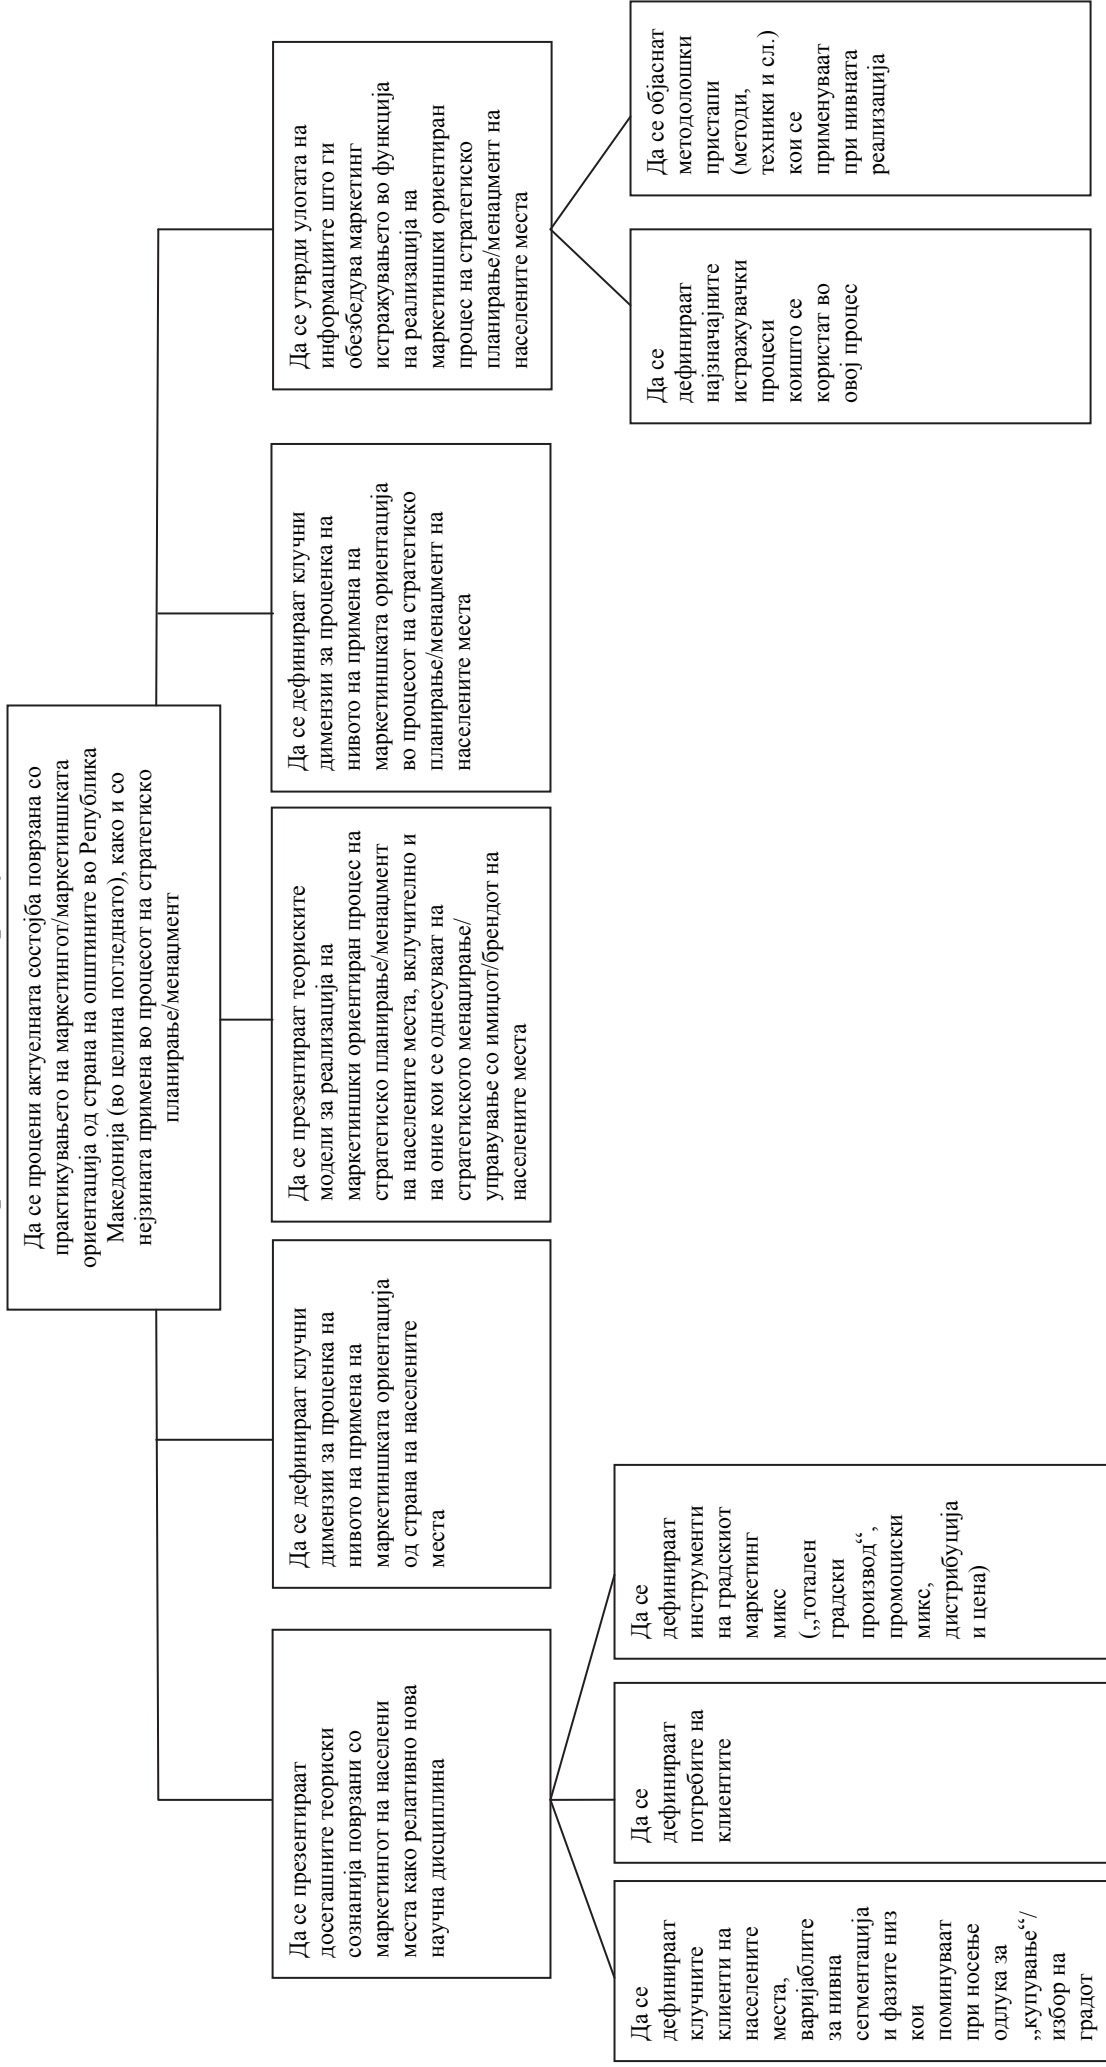 Да се процени актуелната состојба поврзана со
практикувањето на маркетингот/маркетиншката
ориентација од страна на општините во Република
Македонија (во целина погледнато), како и со
нејзината примена во процесот на стратегиско
планирање/менаџмент
Да се презентираат
досегашните теориски
сознанија поврзани со
маркетингот на населени
места како релативно нова
научна дисциплина
Да се дефинираат клучни
димензии за проценка на
нивото на примена на
маркетиншката ориентација
од страна на населените
места
Да се презентираат теориските
модели за реализација на
маркетиншки ориентиран процес на
стратегиско планирање/менаџмент
на населените места, вклучително и
на оние кои се однесуваат на
стратегиското менаџирање/
управување со имиџот/брендот на
населените места
Да се дефинираат клучни
димензии за проценка на
нивото на примена на
маркетиншката ориентација
во процесот на стратегиско
планирање/менаџмент на
населените места
Да се утврди улогата на
информациите што ги
обезбедува маркетинг
истражувањето во функција
на реализација на
маркетиншки ориентиран
процес на стратегиско
планирање/менаџмент на
населените места
Да се
дефинираат
клучните
клиенти на
населените
места,
варијаблите
за нивна
сегментација
и фазите низ
кои
поминуваат
при носење
одлука за
„купување“/
избор на
градот
Да се
дефинираат
потребите на
клиентите
Да се
дефинираат
инструменти
на градскиот
маркетинг
микс
(„тотален
градски
производ“,
промоциски
микс,
дистрибуција
и цена)
Да се
дефинираат
најзначајните
истражувачки
процеси
коишто се
користат во
овој процес
Да се објаснат
методолошки
пристапи
(методи,
техники и сл.)
кои се
применуваат
при нивната
реализација